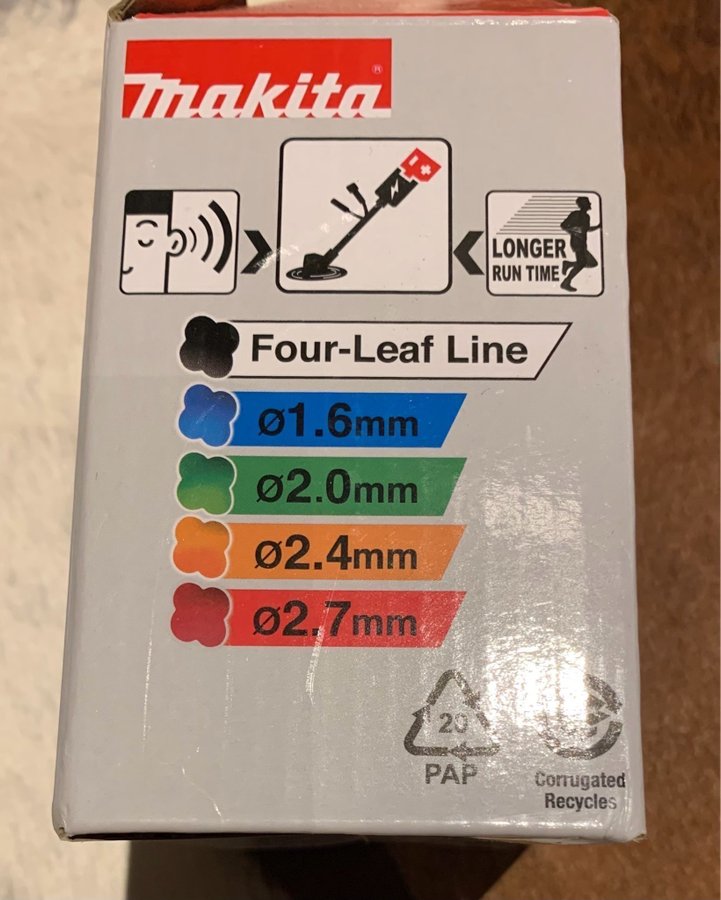 makita®
LONGER
RUN TIME
Four-Leaf Line
ø1.6mm
ø2.0mm
ø2.4mm
ø2.7mm
20
PAP
Corrugated
Recycles